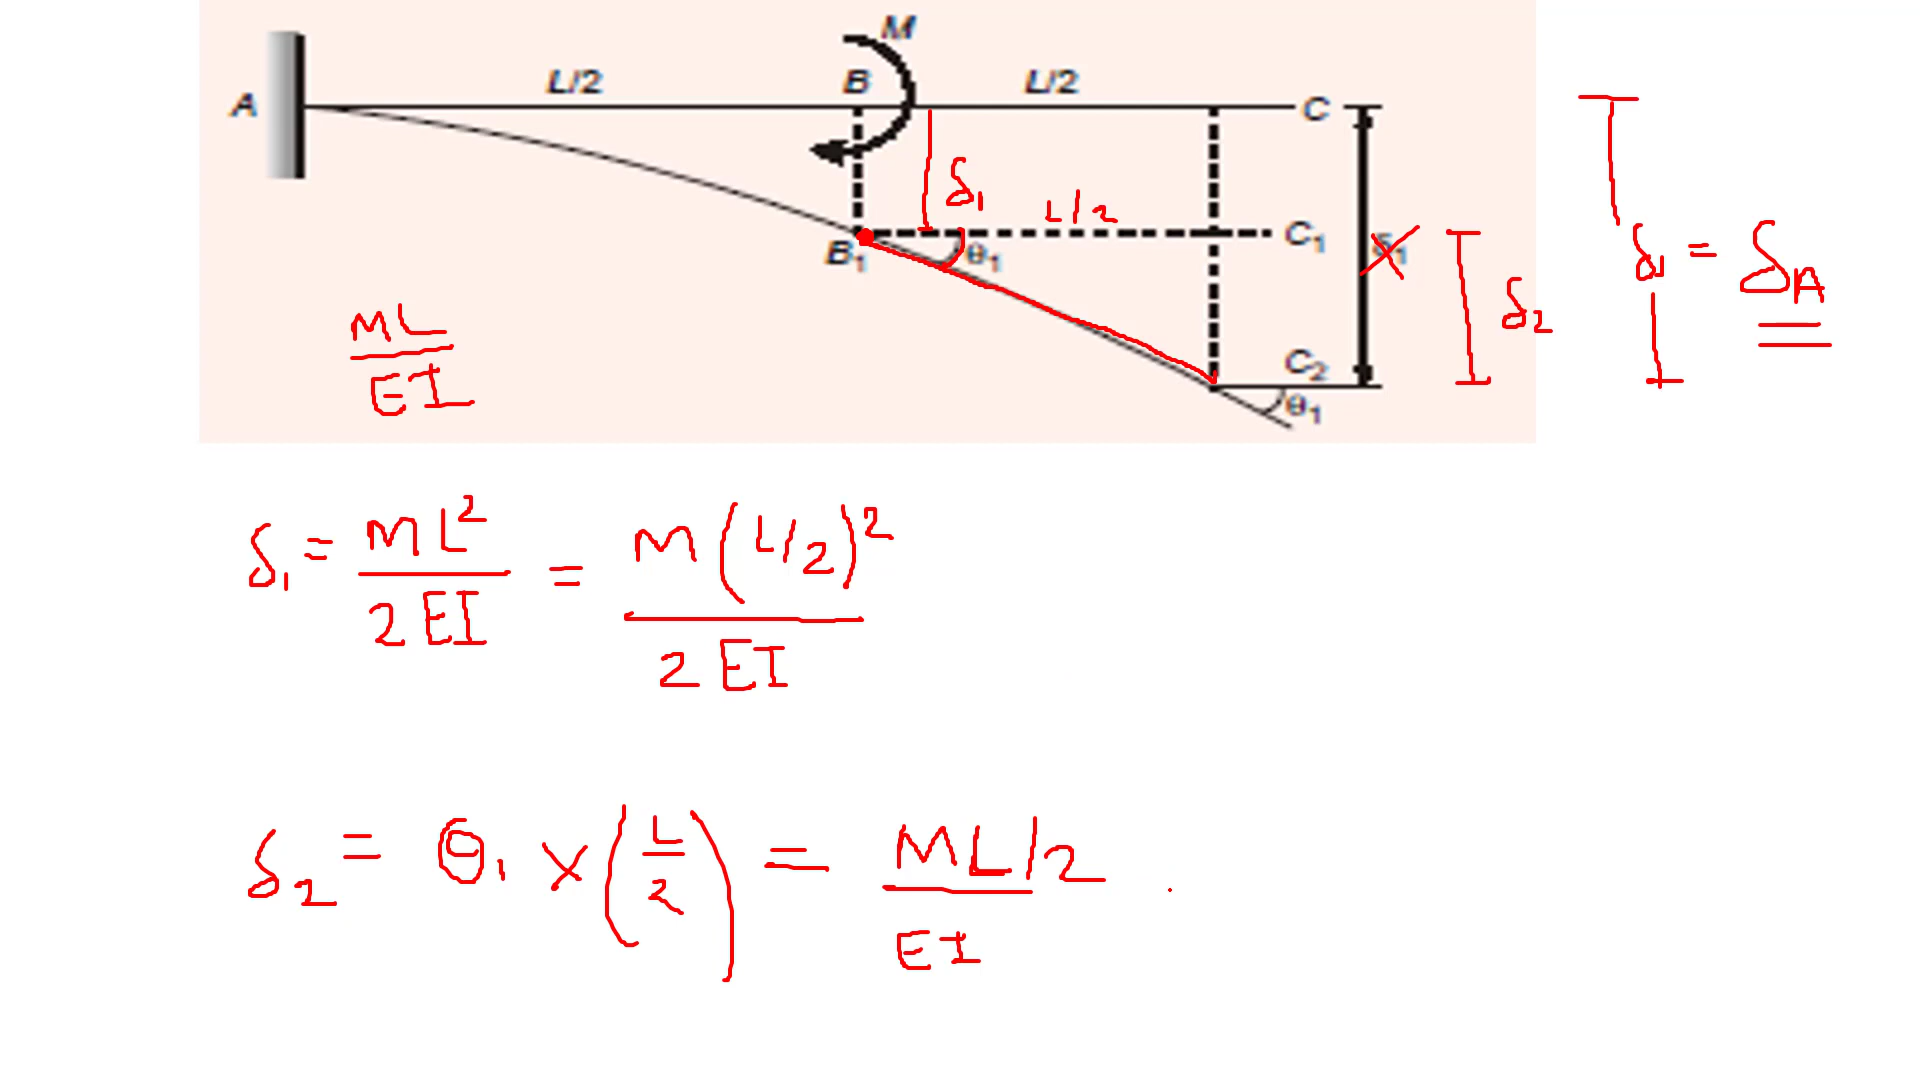 M
L/2 B L/2
A C
δ₁ L/2
C₁
B₁ θ₁ δ₁ δ₁ = δA
δ₂
ML/EI
C₂
θ₁
δ₁ = ML²/2EI = M(L/2)²/2EI
δ₂ = θ₁ × (L/2) = ML/2/EI